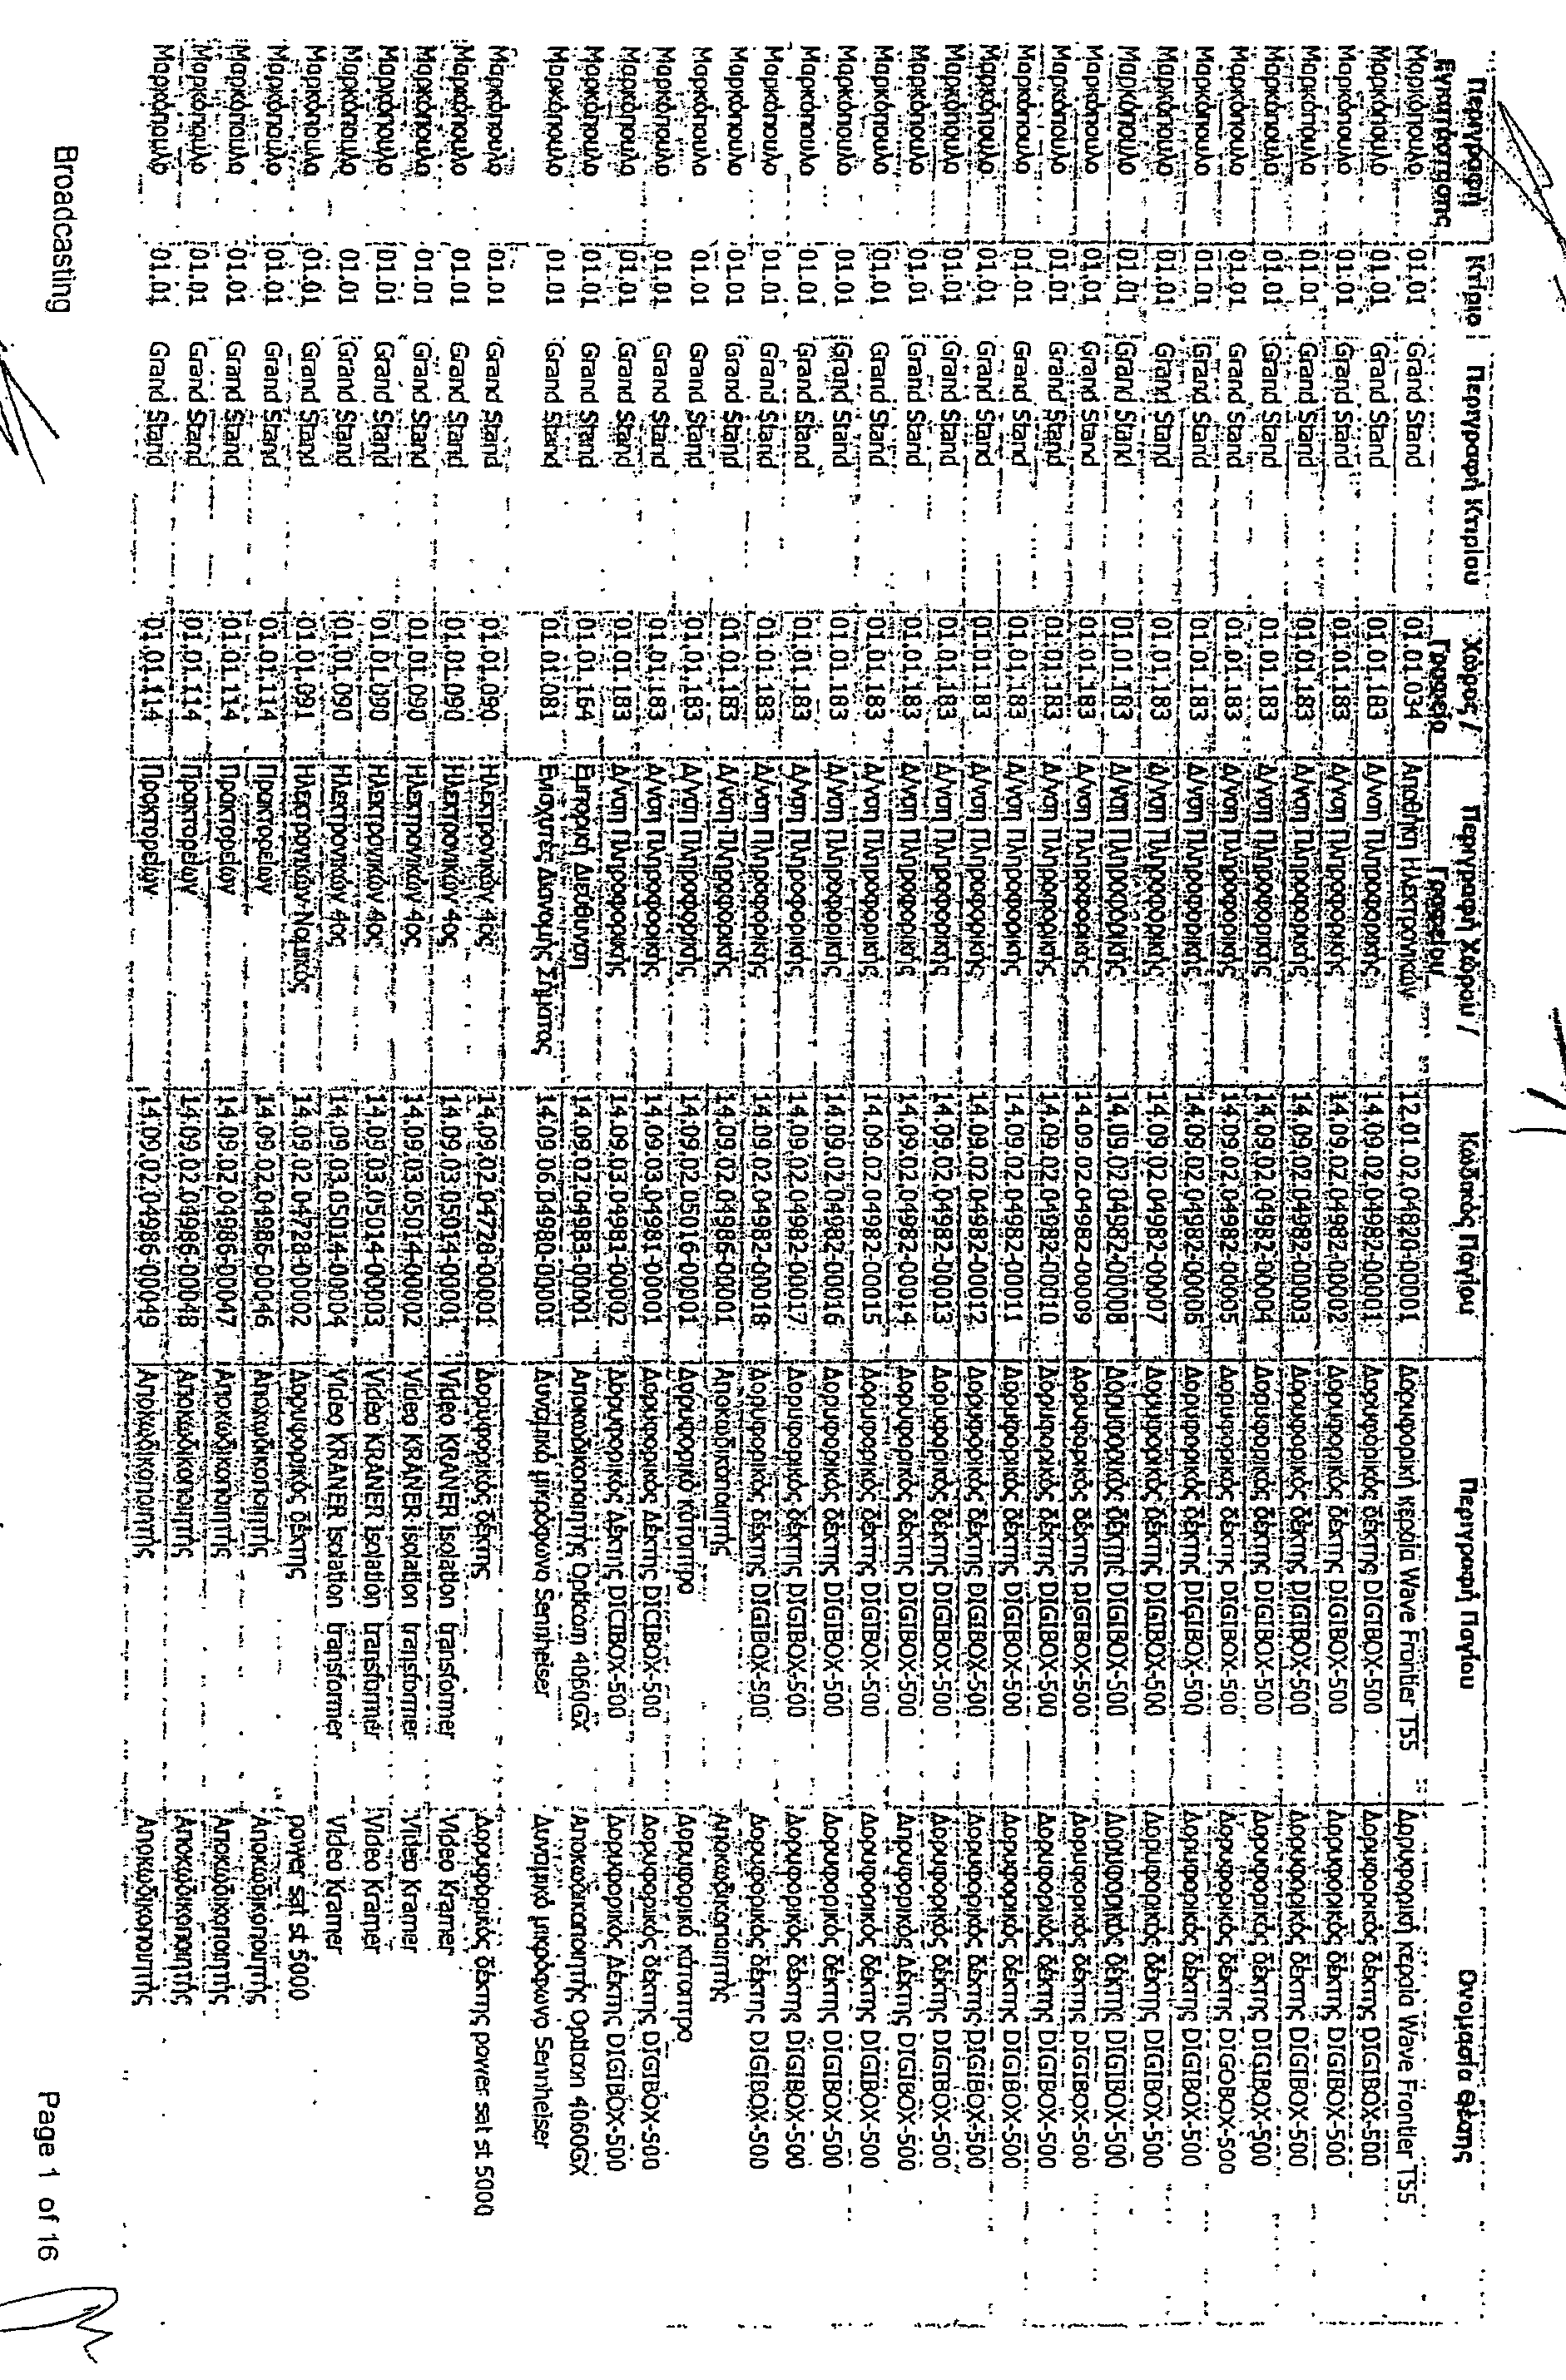 Περιγραφή Εγκατάστασης Κτίριο Περιγραφή Κτιρίου Χώρος / Γραφείο Περιγραφή Χώρου / Γραφείου Κωδικός Παγίου Περιγραφή Παγίου Ονομασία Θέσης
Μαρκόπουλο 01.01 Grand Stand 01.01.034 Αποθήκη Ηλεκτρονικών 12.01.02.04820-00001 Δορυφορική κεραία Wave Frontier T55 Δορυφορική κεραία Wave Frontier T55
Μαρκόπουλο 01.01 Grand Stand 01.01.183 Δ/νση Πληροφορικής 14.09.02.04982-00001 Δορυφορικός δέκτης DIGIBOX-500 Δορυφορικός δέκτης DIGIBOX-500
Μαρκόπουλο 01.01 Grand Stand 01.01.183 Δ/νση Πληροφορικής 14.09.02.04982-00002 Δορυφορικός δέκτης DIGIBOX-500 Δορυφορικός δέκτης DIGIBOX-500
Μαρκόπουλο 01.01 Grand Stand 01.01.183 Δ/νση Πληροφορικής 14.09.02.04982-00003 Δορυφορικός δέκτης DIGIBOX-500 Δορυφορικός δέκτης DIGIBOX-500
Μαρκόπουλο 01.01 Grand Stand 01.01.183 Δ/νση Πληροφορικής 14.09.02.04982-00004 Δορυφορικός δέκτης DIGIBOX-500 Δορυφορικός δέκτης DIGIBOX-500
Μαρκόπουλο 01.01 Grand Stand 01.01.183 Δ/νση Πληροφορικής 14.09.02.04982-00005 Δορυφορικός δέκτης DIGIBOX-500 Δορυφορικός δέκτης DIGOBOX-500
Μαρκόπουλο 01.01 Grand Stand 01.01.183 Δ/νση Πληροφορικής 14.09.02.04982-00006 Δορυφορικός δέκτης DIGIBOX-500 Δορυφορικός δέκτης DIGIBOX-500
Μαρκόπουλο 01.01 Grand Stand 01.01.183 Δ/νση Πληροφορικής 14.09.02.04982-00007 Δορυφορικός δέκτης DIGIBOX-500 Δορυφορικός δέκτης DIGIBOX-500
Μαρκόπουλο 01.01 Grand Stand 01.01.183 Δ/νση Πληροφορικής 14.09.02.04982-00008 Δορυφορικός δέκτης DIGIBOX-500 Δορυφορικός δέκτης DIGIBOX-500
Μαρκόπουλο 01.01 Grand Stand 01.01.183 Δ/νση Πληροφορικής 14.09.02.04982-00009 Δορυφορικός δέκτης DIGIBOX-500 Δορυφορικός δέκτης DIGIBOX-500
Μαρκόπουλο 01.01 Grand Stand 01.01.183 Δ/νση Πληροφορικής 14.09.02.04982-00010 Δορυφορικός δέκτης DIGIBOX-500 Δορυφορικός δέκτης DIGIBOX-500
Μαρκόπουλο 01.01 Grand Stand 01.01.183 Δ/νση Πληροφορικής 14.09.02.04982-00011 Δορυφορικός δέκτης DIGIBOX-500 Δορυφορικός δέκτης DIGIBOX-500
Μαρκόπουλο 01.01 Grand Stand 01.01.183 Δ/νση Πληροφορικής 14.09.02.04982-00012 Δορυφορικός δέκτης DIGIBOX-500 Δορυφορικός δέκτης DIGIBOX-500
Μαρκόπουλο 01.01 Grand Stand 01.01.183 Δ/νση Πληροφορικής 14.09.02.04982-00013 Δορυφορικός δέκτης DIGIBOX-500 Δορυφορικός δέκτης DIGIBOX-500
Μαρκόπουλο 01.01 Grand Stand 01.01.183 Δ/νση Πληροφορικής 14.09.02.04982-00014 Δορυφορικός δέκτης DIGIBOX-500 Δορυφορικός Δέκτης DIGIBOX-500
Μαρκόπουλο 01.01 Grand Stand 01.01.183 Δ/νση Πληροφορικής 14.09.02.04982-00015 Δορυφορικός δέκτης DIGIBOX-500 Δορυφορικός δέκτης DIGIBOX-500
Μαρκόπουλο 01.01 Grand Stand 01.01.183 Δ/νση Πληροφορικής 14.09.02.04982-00016 Δορυφορικός δέκτης DIGIBOX-500 Δορυφορικός δέκτης DIGIBOX-500
Μαρκόπουλο 01.01 Grand Stand 01.01.183 Δ/νση Πληροφορικής 14.09.02.04982-00017 Δορυφορικός δέκτης DIGIBOX-500 Δορυφορικός δέκτης DIGIBOX-500
Μαρκόπουλο 01.01 Grand Stand 01.01.183 Δ/νση Πληροφορικής 14.09.02.04982-00018 Δορυφορικός δέκτης DIGIBOX-500 Δορυφορικός δέκτης DIGIBOX-500
Μαρκόπουλο 01.01 Grand Stand 01.01.183 Δ/νση Πληροφορικής 14.09.02.04986-00001 Αποκωδικοποιητής Αποκωδικοποιητής
Μαρκόπουλο 01.01 Grand Stand 01.01.183 Δ/νση Πληροφορικής 14.09.02.05016-00001 Δορυφορικό κάτοπτρο Δορυφορικό κάτοπτρο
Μαρκόπουλο 01.01 Grand Stand 01.01.183 Δ/νση Πληροφορικής 14.09.03.04981-00001 Δορυφορικός Δέκτης DICIBOX-500 Δορυφορικός δέκτης DIGIBOX-500
Μαρκόπουλο 01.01 Grand Stand 01.01.183 Δ/νση Πληροφορικής 14.09.03.04981-00002 Δορυφορικός Δέκτης DICIBOX-500 Δορυφορικός Δέκτης DIGIBOX-500
Μαρκόπουλο 01.01 Grand Stand 01.01.164 Εμπορική Διεύθυνση 14.09.02.04983-00001 Αποκωδικοποιητής Opticom 4060GX Αποκωδικοποιητής Option 4060GX
Μαρκόπουλο 01.01 Grand Stand 01.01.081 Εισαγωγές Διανομής Σήματος 14.09.06.04980-00001 Δυναμικό μικρόφωνο Sennheiser Δυναμικό μικρόφωνο Sennheiser
Μαρκόπουλο 01.01 Grand Stand 01.01.090 Ηλεκτρονικών 4ος 14.09.02.04728-00001 Δορυφορικός δέκτης Δορυφορικός δέκτης power sat st 5000
Μαρκόπουλο 01.01 Grand Stand 01.01.090 Ηλεκτρονικών 4ος 14.09.03.05014-00001 Video KRANER isolation transformer Video Kramer
Μαρκόπουλο 01.01 Grand Stand 01.01.090 Ηλεκτρονικών 4ος 14.09.03.05014-00002 Video KRANER isolation transformer Video Kramer
Μαρκόπουλο 01.01 Grand Stand 01.01.090 Ηλεκτρονικών 4ος 14.09.03.05014-00003 Video KRANER isolation transformer Video Kramer
Μαρκόπουλο 01.01 Grand Stand 01.01.090 Ηλεκτρονικών 4ος 14.09.03.05014-00004 Video KRANER isolation transformer Video Kramer
Μαρκόπουλο 01.01 Grand Stand 01.01.091 Ηλεκτρονικών 14.09.02.04728-00002 Δορυφορικός δέκτης power sat st 5000
Μαρκόπουλο 01.01 Grand Stand 01.01.114 Πρακτορείων 14.09.02.04986-00046 Αποκωδικοποιητής Αποκωδικοποιητής
Μαρκόπουλο 01.01 Grand Stand 01.01.114 Πρακτορείων 14.09.02.04986-00047 Αποκωδικοποιητής Αποκωδικοποιητής
Μαρκόπουλο 01.01 Grand Stand 01.01.114 Πρακτορείων 14.09.02.04986-00048 Αποκωδικοποιητής Αποκωδικοποιητής
Μαρκόπουλο 01.01 Grand Stand 01.01.114 Πρακτορείων 14.09.02.04986-00049 Αποκωδικοποιητής Αποκωδικοποιητής
Broadcasting Page 1 of 16